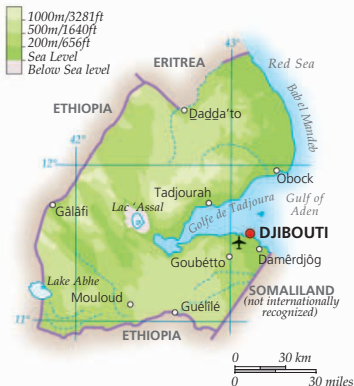 1000m/3281ft
500m/1640ft
200m/656ft
Sea Level
Below Sea level
43°
ERITREA
Red Sea
Bab el Mandeb
ETHIOPIA
Dadda'to
42°
12°
Obock
Tadjourah
Lac 'Assal
Gâlâfi
Golfe de Tadjoura
Gulf of
Aden
DJIBOUTI
Goubétto
Damêrdjôg
Lake Abhe
SOMALILAND
(not internationally
recognized)
Mouloud
Guélîlé
11°
ETHIOPIA
0 30 km
0 30 miles